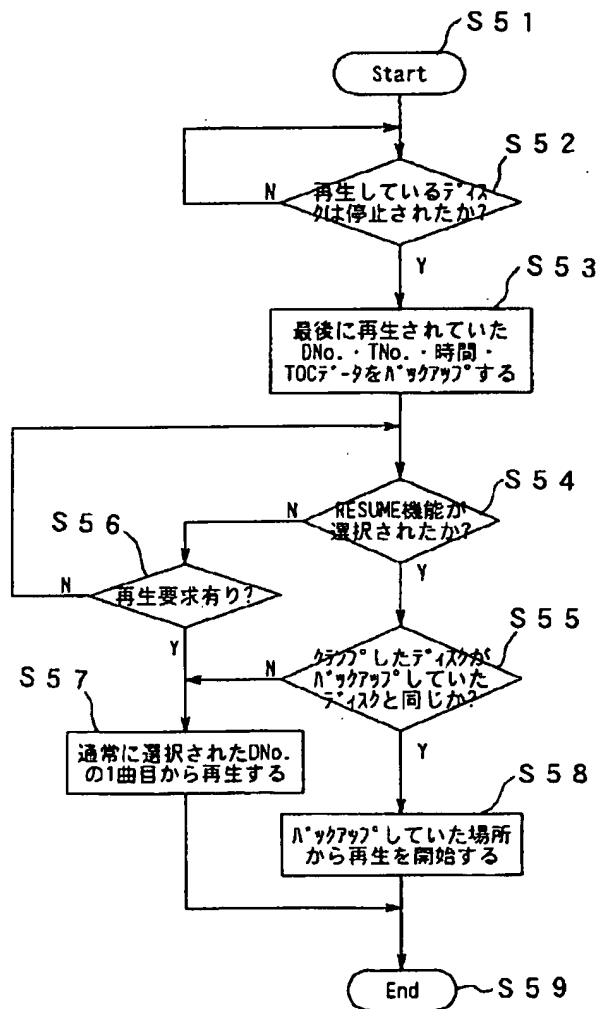 S51
Start
S52
再生しているディス
クは停止されたか?
N
Y
S53
最後に再生されていた
DNo.・TNo.・時間・
TOCデータをバックアップする
S54
RESUME機能が
選択されたか?
N
Y
S56
再生要求有り?
N
Y
S55
クランプしたディスクが
バックアップしていた
ディスクと同じか?
N
Y
S57
通常に選択されたDNo.
の1曲目から再生する
S58
バックアップしていた場所
から再生を開始する
End
S59